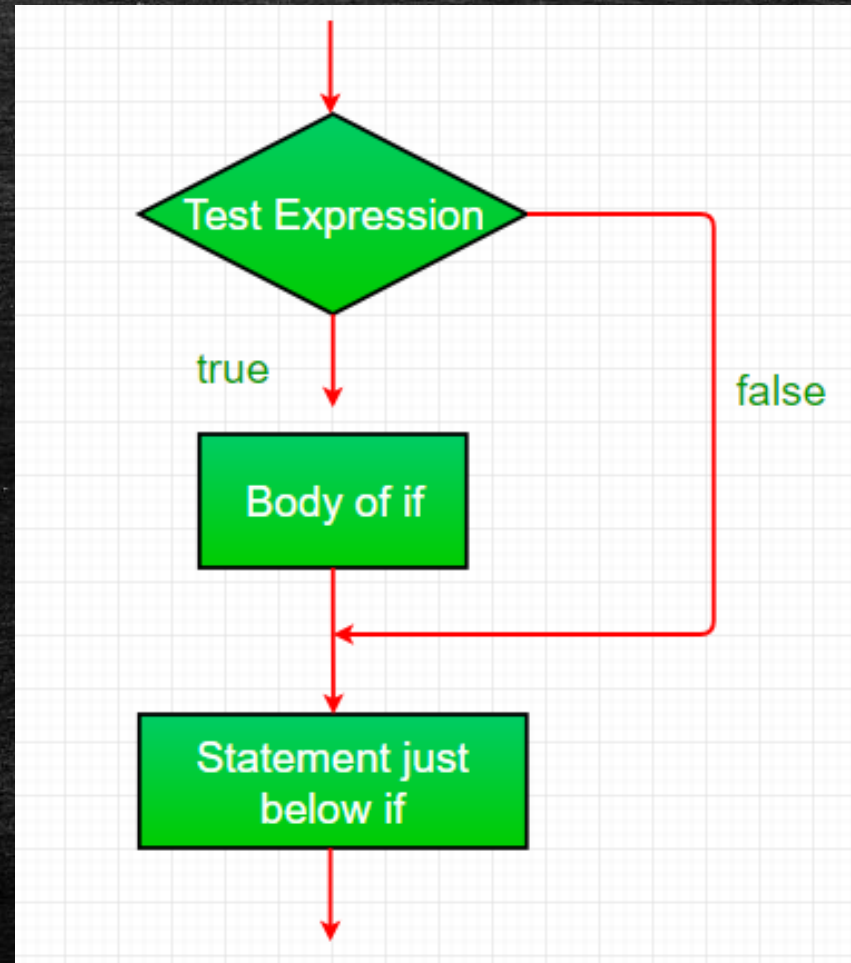 Test Expression
true
false
Body of if
Statement just
below if